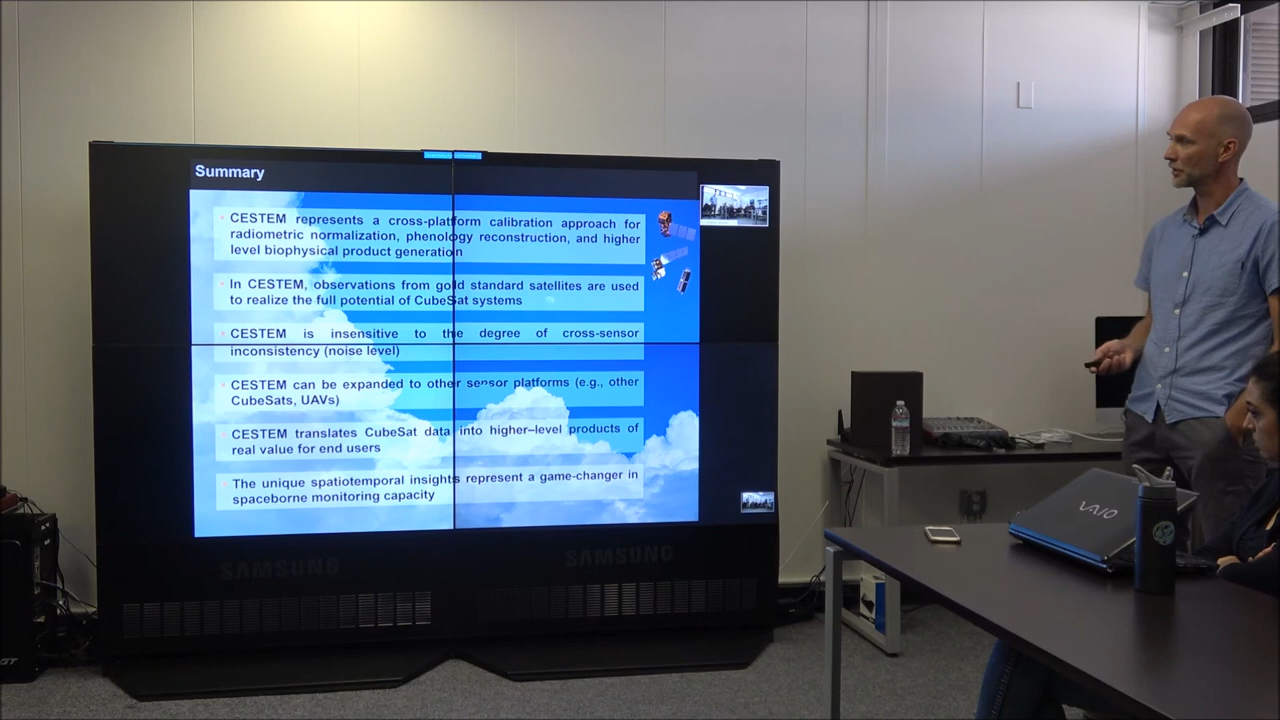 Summary
CESTEM represents a cross-platform calibration approach for
radiometric normalization, phenology reconstruction, and higher
level biophysical product generation
In CESTEM, observations from gold standard satellites are used
to realize the full potential of CubeSat systems
CESTEM is insensitive to the degree of cross-sensor
inconsistency (noise level)
CESTEM can be expanded to other sensor platforms (e.g., other
CubeSats, UAVs)
CESTEM translates CubeSat data into higher–level products of
real value for end users
The unique spatiotemporal insights represent a game-changer in
spaceborne monitoring capacity
SAMSUNG
SAMSUNG
VAIO